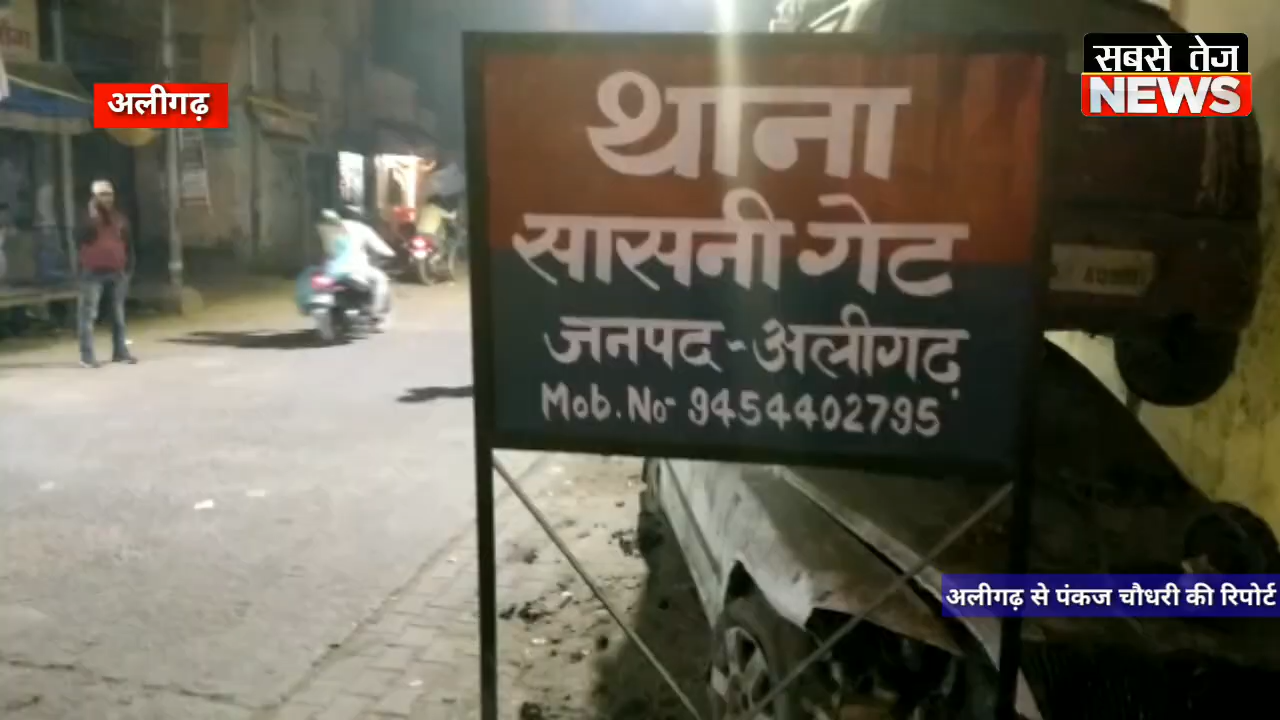 अलीगढ़
सबसे तेज
NEWS
थाना
सासनी गेट
जनपद-अलीगढ़
Mob.No- 9454402795
अलीगढ़ से पंकज चौधरी की रिपोर्ट